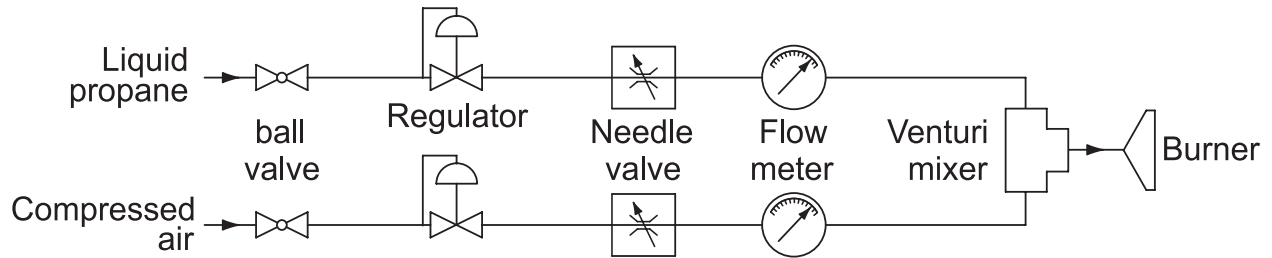 Liquid
propane
ball
valve
Regulator
Needle
valve
Flow
meter
Venturi
mixer
Burner
Compressed
air